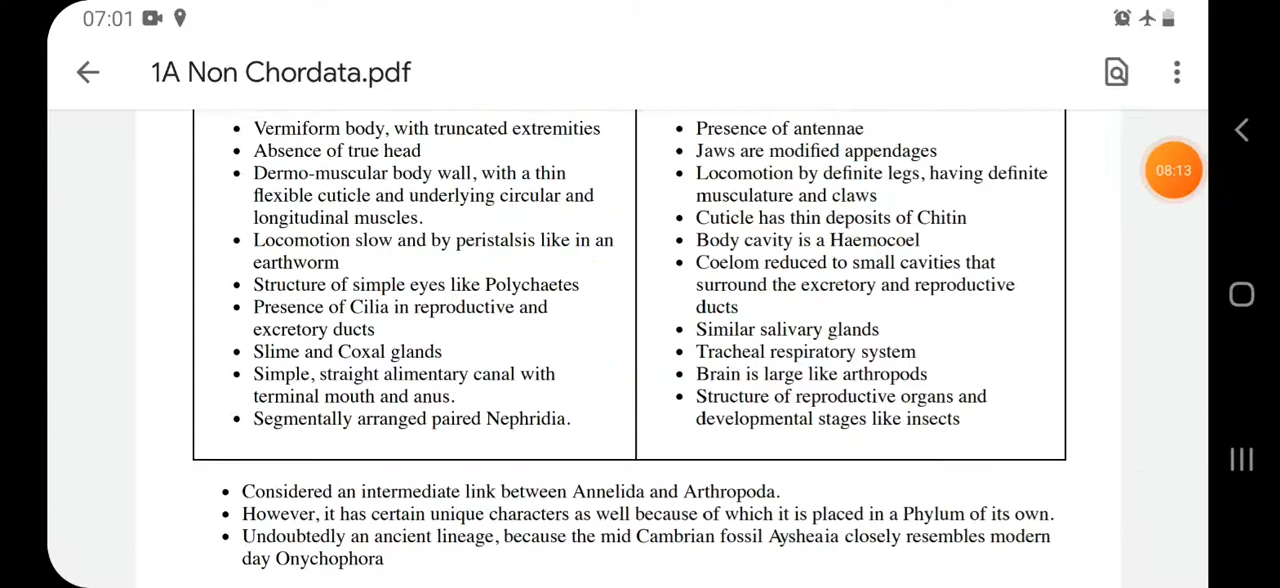 07:01
1A Non Chordata.pdf
08:13
• Vermiform body, with truncated extremities
• Absence of true head
• Dermo-muscular body wall, with a thin
flexible cuticle and underlying circular and
longitudinal muscles.
• Locomotion slow and by peristalsis like in an
earthworm
• Structure of simple eyes like Polychaetes
• Presence of Cilia in reproductive and
excretory ducts
• Slime and Coxal glands
• Simple, straight alimentary canal with
terminal mouth and anus.
• Segmentally arranged paired Nephridia.
• Presence of antennae
• Jaws are modified appendages
• Locomotion by definite legs, having definite
musculature and claws
• Cuticle has thin deposits of Chitin
• Body cavity is a Haemocoel
• Coelom reduced to small cavities that
surround the excretory and reproductive
ducts
• Similar salivary glands
• Tracheal respiratory system
• Brain is large like arthropods
• Structure of reproductive organs and
developmental stages like insects
• Considered an intermediate link between Annelida and Arthropoda.
• However, it has certain unique characters as well because of which it is placed in a Phylum of its own.
• Undoubtedly an ancient lineage, because the mid Cambrian fossil Aysheaia closely resembles modern
day Onychophora